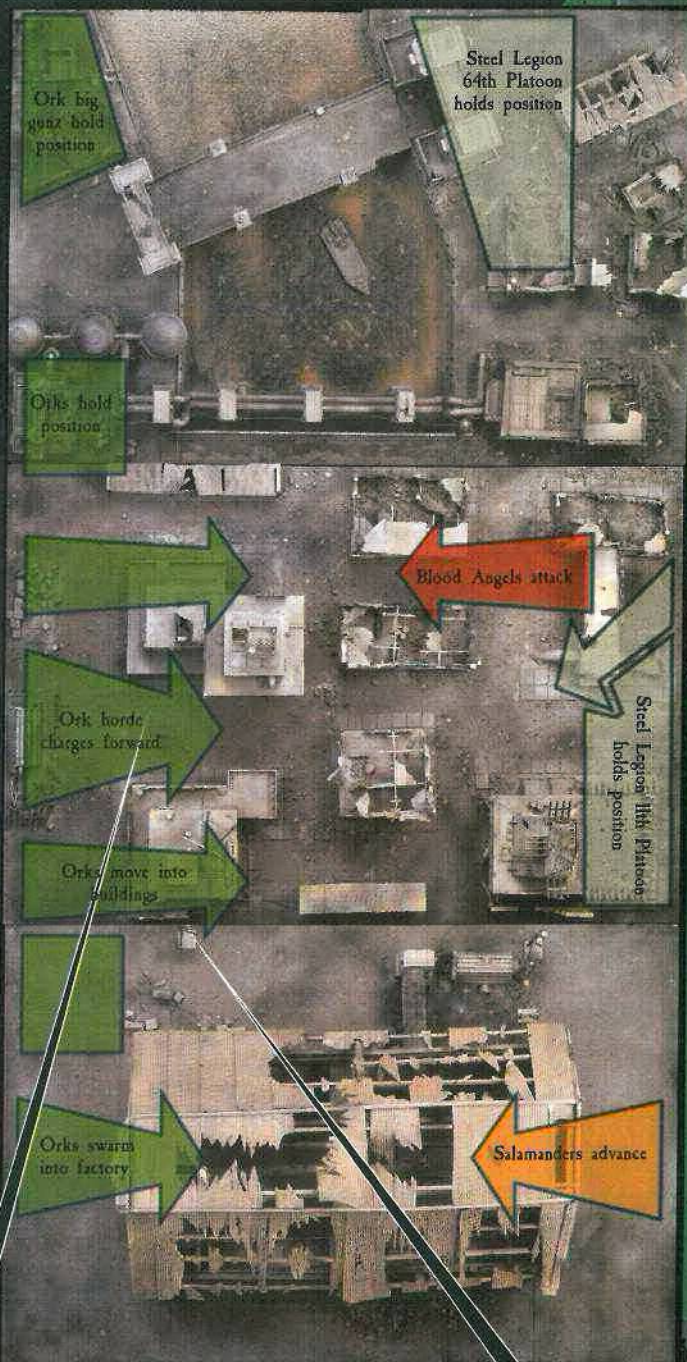 Ork big
gunz hold
position
Steel Legion
64th Platoon
holds position
Orks hold
position
Blood Angels attack
Ork horde
charges forward
Steel Legion 11th Platoon
holds position
Orks move into
buildings
Orks swarm
into factory
Salamanders advance